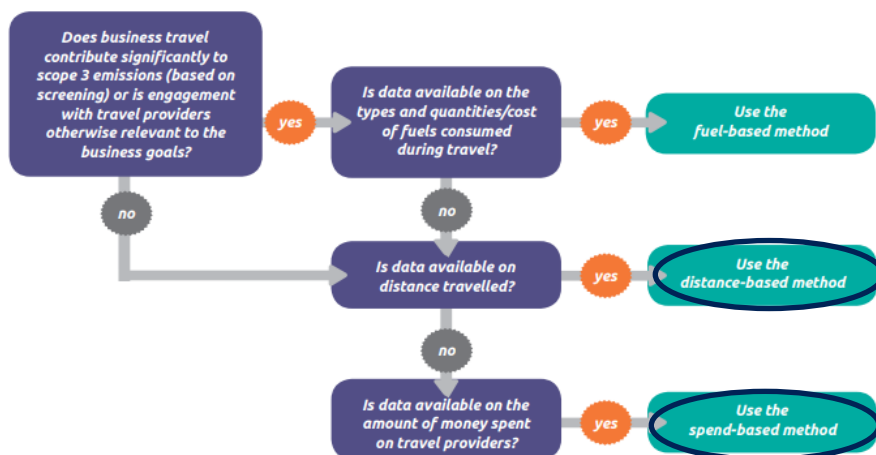 Does business travel
contribute significantly to
scope 3 emissions (based on
screening) or is engagement
with travel providers
otherwise relevant to the
business goals?
yes
Is data available on the
types and quantities/cost
of fuels consumed
during travel?
yes
Use the
fuel-based method
no
no
Is data available on
distance travelled?
yes
Use the
distance-based method
no
Is data available on the
amount of money spent
on travel providers?
yes
Use the
spend-based method